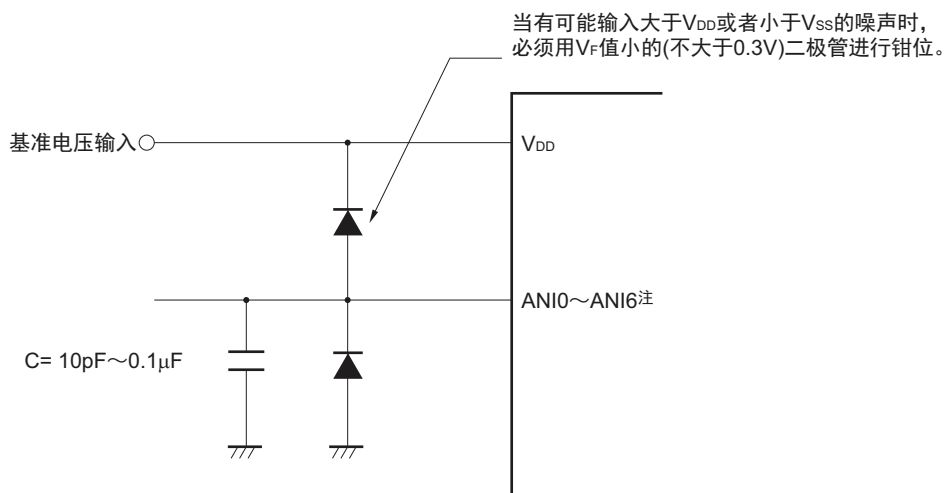 当有可能输入大于VDD或者小于VSS的噪声时，
必须用VF值小的(不大于0.3V)二极管进行钳位。
基准电压输入
VDD
ANI0～ANI6注
C= 10pF～0.1μF